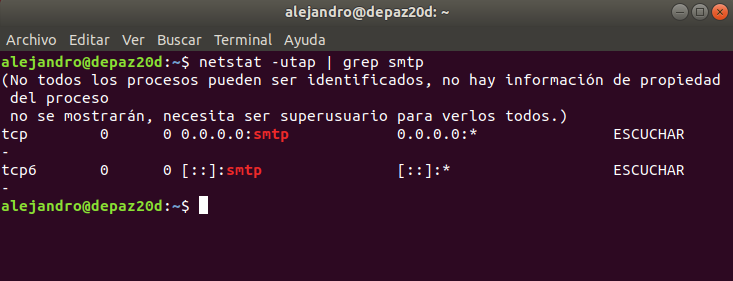 alejandro@depaz20d: ~
Archivo Editar Ver Buscar Terminal Ayuda
alejandro@depaz20d:~$ netstat -utap | grep smtp
(No todos los procesos pueden ser identificados, no hay información de propiedad
 del proceso
 no se mostrarán, necesita ser superusuario para verlos todos.)
tcp        0      0 0.0.0.0:smtp            0.0.0.0:*               ESCUCHAR
-
tcp6       0      0 [::]:smtp               [::]:*                  ESCUCHAR
-
alejandro@depaz20d:~$